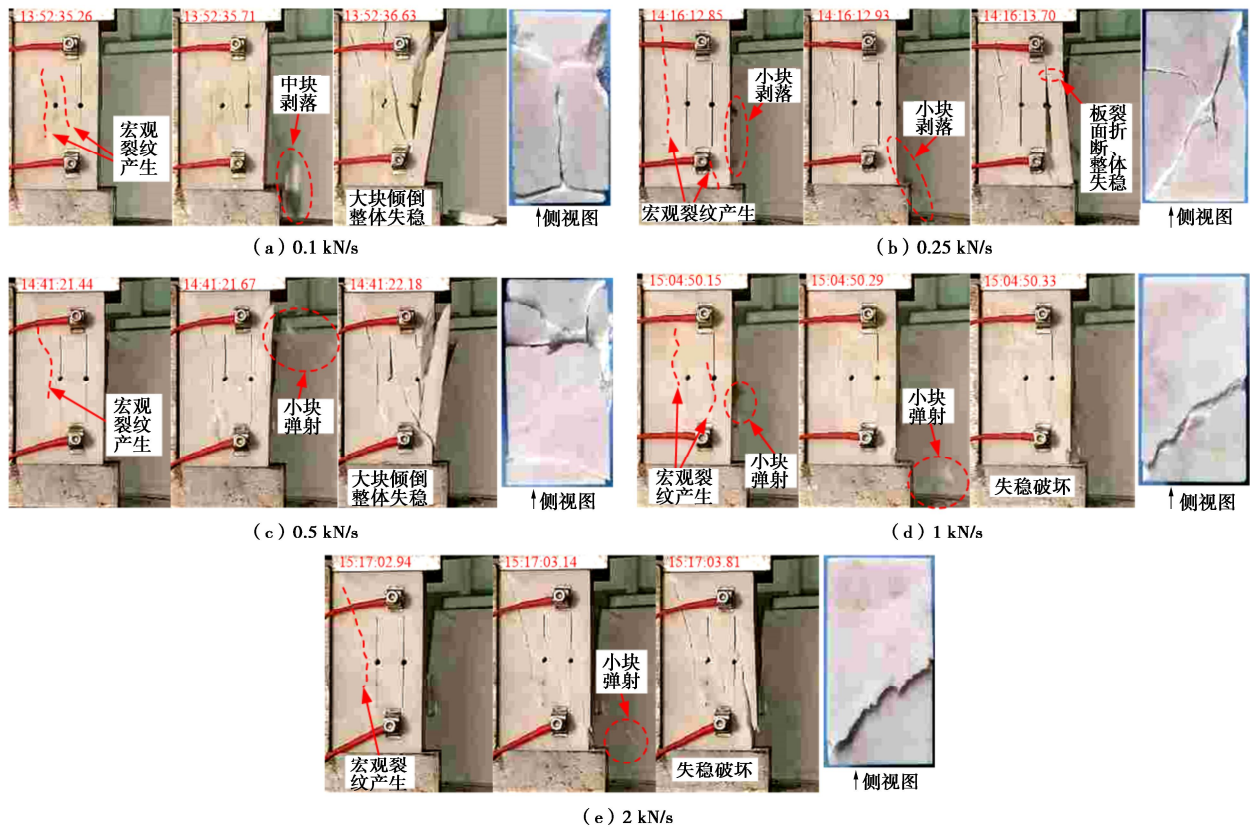 13:52:35.26
13:52:35.71
13:52:36.63
宏观
裂纹
产生
中块
剥落
大块倾倒
整体失稳
↑侧视图
(a) 0.1 kN/s
14:16:12.85
14:16:12.93
14:16:13.70
小块
剥落
宏观裂纹产生
小块
剥落
板裂
面折
断、
整体
失稳
↑侧视图
(b) 0.25 kN/s
14:41:21.44
14:41:21.67
14:41:22.18
宏观
裂纹
产生
小块
弹射
大块倾倒
整体失稳
↑侧视图
(c) 0.5 kN/s
15:04:50.15
15:04:50.29
15:04:50.33
宏观裂
纹产生
小块
弹射
小块
弹射
失稳破坏
↑侧视图
(d) 1 kN/s
15:17:02.94
15:17:03.14
15:17:03.81
宏观裂
纹产生
小块
弹射
失稳破坏
↑侧视图
(e) 2 kN/s